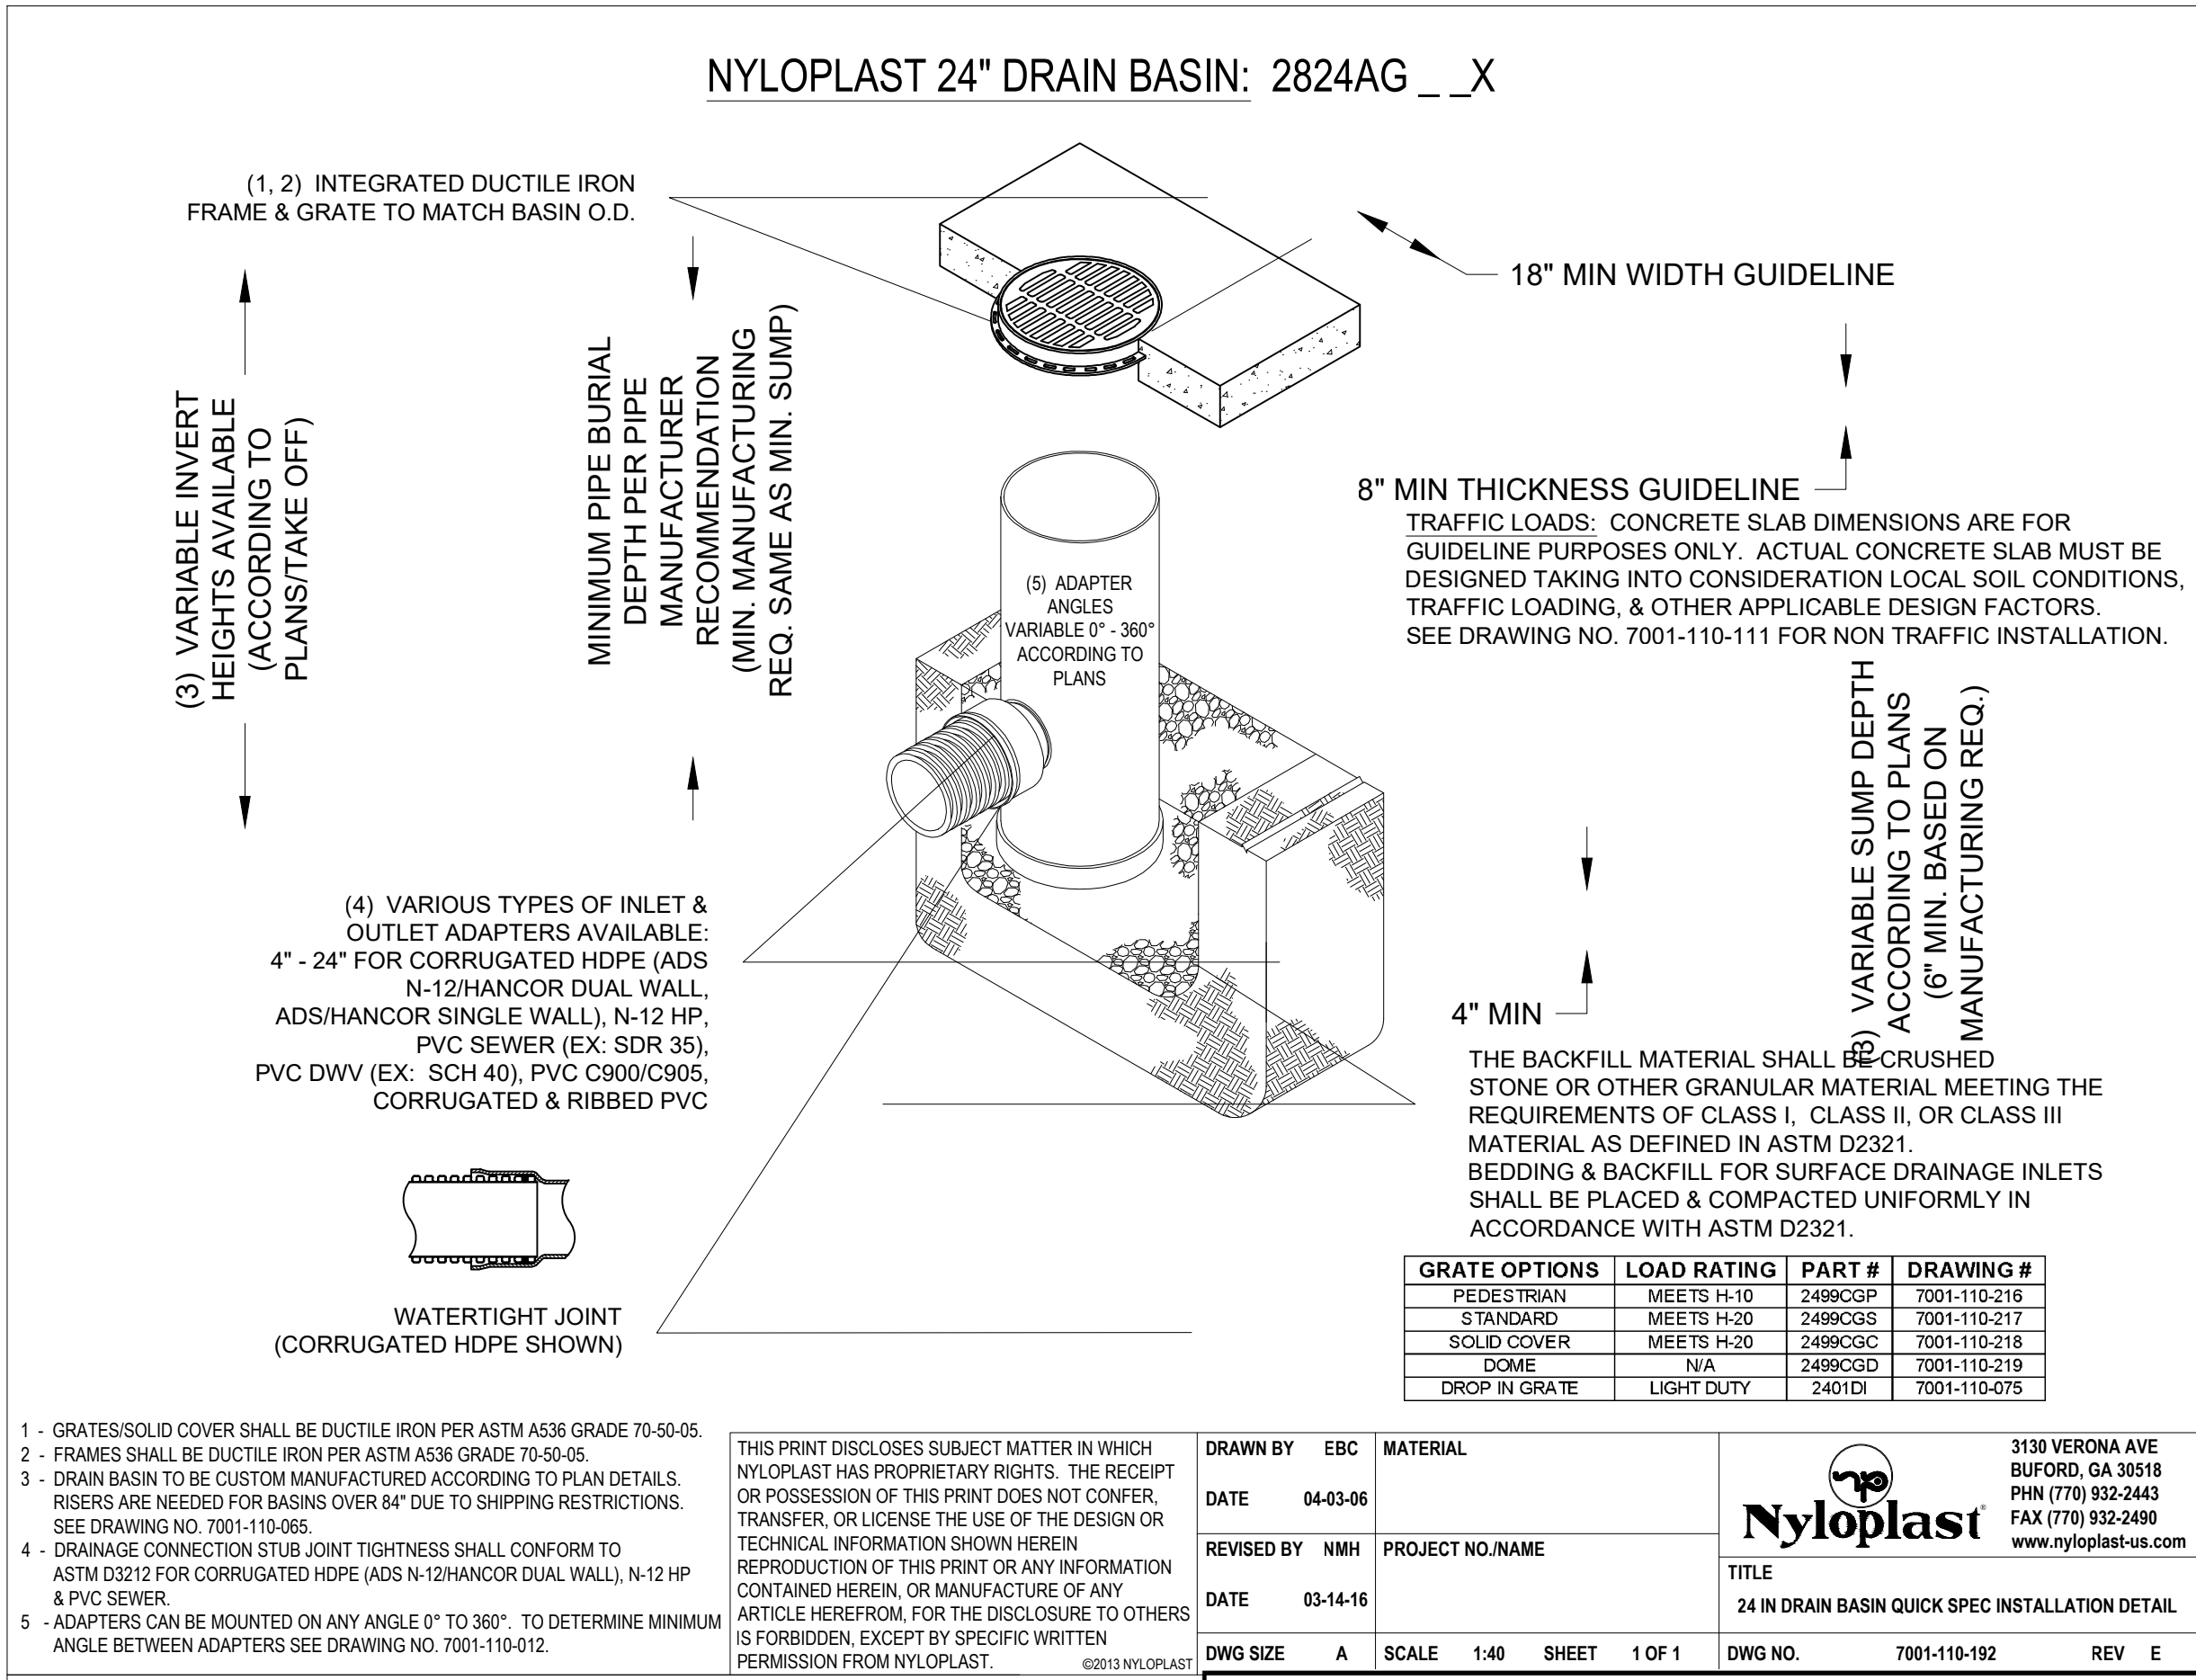 NYLOPLAST 24" DRAIN BASIN: 2824AG _ _X
(1, 2) INTEGRATED DUCTILE IRON
FRAME & GRATE TO MATCH BASIN O.D.
18" MIN WIDTH GUIDELINE
(3) VARIABLE INVERT
HEIGHTS AVAILABLE
(ACCORDING TO
PLANS/TAKE OFF)
MINIMUM PIPE BURIAL
DEPTH PER PIPE
MANUFACTURER
RECOMMENDATION
(MIN. MANUFACTURING
REQ. SAME AS MIN. SUMP)
8" MIN THICKNESS GUIDELINE
TRAFFIC LOADS: CONCRETE SLAB DIMENSIONS ARE FOR
GUIDELINE PURPOSES ONLY. ACTUAL CONCRETE SLAB MUST BE
DESIGNED TAKING INTO CONSIDERATION LOCAL SOIL CONDITIONS,
TRAFFIC LOADING, & OTHER APPLICABLE DESIGN FACTORS.
SEE DRAWING NO. 7001-110-111 FOR NON TRAFFIC INSTALLATION.
(5) ADAPTER
ANGLES
VARIABLE 0° - 360°
ACCORDING TO
PLANS
(3) VARIABLE SUMP DEPTH
ACCORDING TO PLANS
(6" MIN. BASED ON
MANUFACTURING REQ.)
(4) VARIOUS TYPES OF INLET &
OUTLET ADAPTERS AVAILABLE:
4" - 24" FOR CORRUGATED HDPE (ADS
N-12/HANCOR DUAL WALL,
ADS/HANCOR SINGLE WALL), N-12 HP,
PVC SEWER (EX: SDR 35),
PVC DWV (EX: SCH 40), PVC C900/C905,
CORRUGATED & RIBBED PVC
4" MIN
THE BACKFILL MATERIAL SHALL BE CRUSHED
STONE OR OTHER GRANULAR MATERIAL MEETING THE
REQUIREMENTS OF CLASS I, CLASS II, OR CLASS III
MATERIAL AS DEFINED IN ASTM D2321.
BEDDING & BACKFILL FOR SURFACE DRAINAGE INLETS
SHALL BE PLACED & COMPACTED UNIFORMLY IN
ACCORDANCE WITH ASTM D2321.
WATERTIGHT JOINT
(CORRUGATED HDPE SHOWN)
GRATE OPTIONS LOAD RATING PART # DRAWING #
PEDESTRIAN MEETS H-10 2499CGP 7001-110-216
STANDARD MEETS H-20 2499CGS 7001-110-217
SOLID COVER MEETS H-20 2499CGC 7001-110-218
DOME N/A 2499CGD 7001-110-219
DROP IN GRATE LIGHT DUTY 2401DI 7001-110-075
1 - GRATES/SOLID COVER SHALL BE DUCTILE IRON PER ASTM A536 GRADE 70-50-05.
2 - FRAMES SHALL BE DUCTILE IRON PER ASTM A536 GRADE 70-50-05.
3 - DRAIN BASIN TO BE CUSTOM MANUFACTURED ACCORDING TO PLAN DETAILS.
RISERS ARE NEEDED FOR BASINS OVER 84" DUE TO SHIPPING RESTRICTIONS.
SEE DRAWING NO. 7001-110-065.
4 - DRAINAGE CONNECTION STUB JOINT TIGHTNESS SHALL CONFORM TO
ASTM D3212 FOR CORRUGATED HDPE (ADS N-12/HANCOR DUAL WALL), N-12 HP
& PVC SEWER.
5 - ADAPTERS CAN BE MOUNTED ON ANY ANGLE 0° TO 360°. TO DETERMINE MINIMUM
ANGLE BETWEEN ADAPTERS SEE DRAWING NO. 7001-110-012.
THIS PRINT DISCLOSES SUBJECT MATTER IN WHICH
NYLOPLAST HAS PROPRIETARY RIGHTS. THE RECEIPT
OR POSSESSION OF THIS PRINT DOES NOT CONFER,
TRANSFER, OR LICENSE THE USE OF THE DESIGN OR
TECHNICAL INFORMATION SHOWN HEREIN
REPRODUCTION OF THIS PRINT OR ANY INFORMATION
CONTAINED HEREIN, OR MANUFACTURE OF ANY
ARTICLE HEREFROM, FOR THE DISCLOSURE TO OTHERS
IS FORBIDDEN, EXCEPT BY SPECIFIC WRITTEN
PERMISSION FROM NYLOPLAST. ©2013 NYLOPLAST
DRAWN BY EBC
DATE 04-03-06
REVISED BY NMH
DATE 03-14-16
DWG SIZE A
MATERIAL
PROJECT NO./NAME
SCALE 1:40 SHEET 1 OF 1
Nyloplast®
3130 VERONA AVE
BUFORD, GA 30518
PHN (770) 932-2443
FAX (770) 932-2490
www.nyloplast-us.com
TITLE
24 IN DRAIN BASIN QUICK SPEC INSTALLATION DETAIL
DWG NO. 7001-110-192 REV E